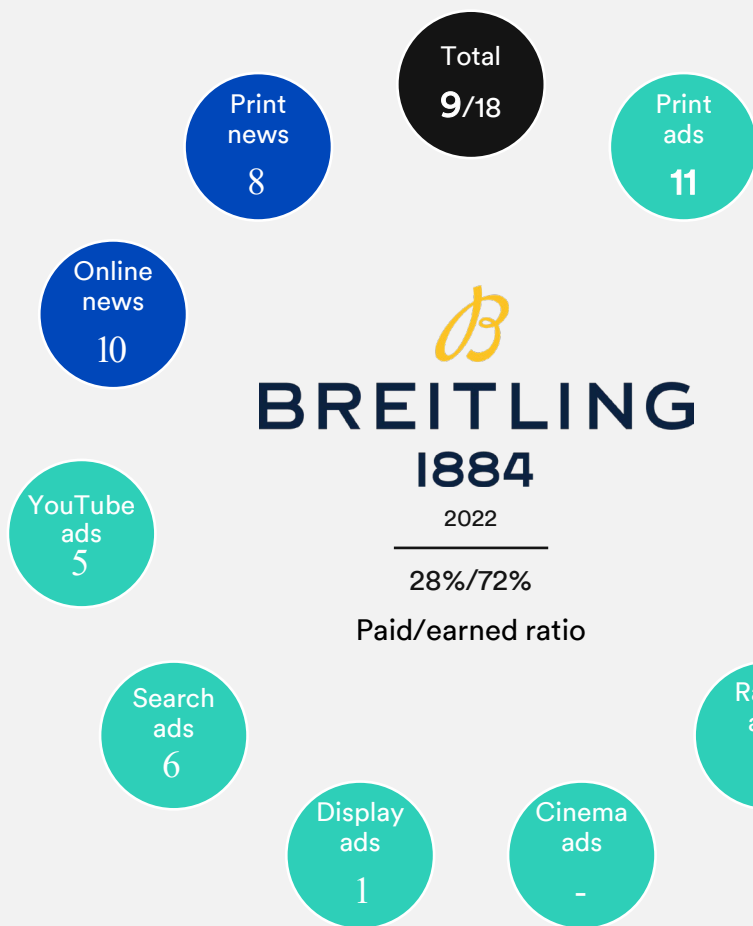 Total
9/18
Print
ads
11
Print
news
8
Online
news
10
BREITLING
1884
2022
28%/72%
Paid/earned ratio
YouTube
ads
5
Search
ads
6
Display
ads
1
Cinema
ads
-